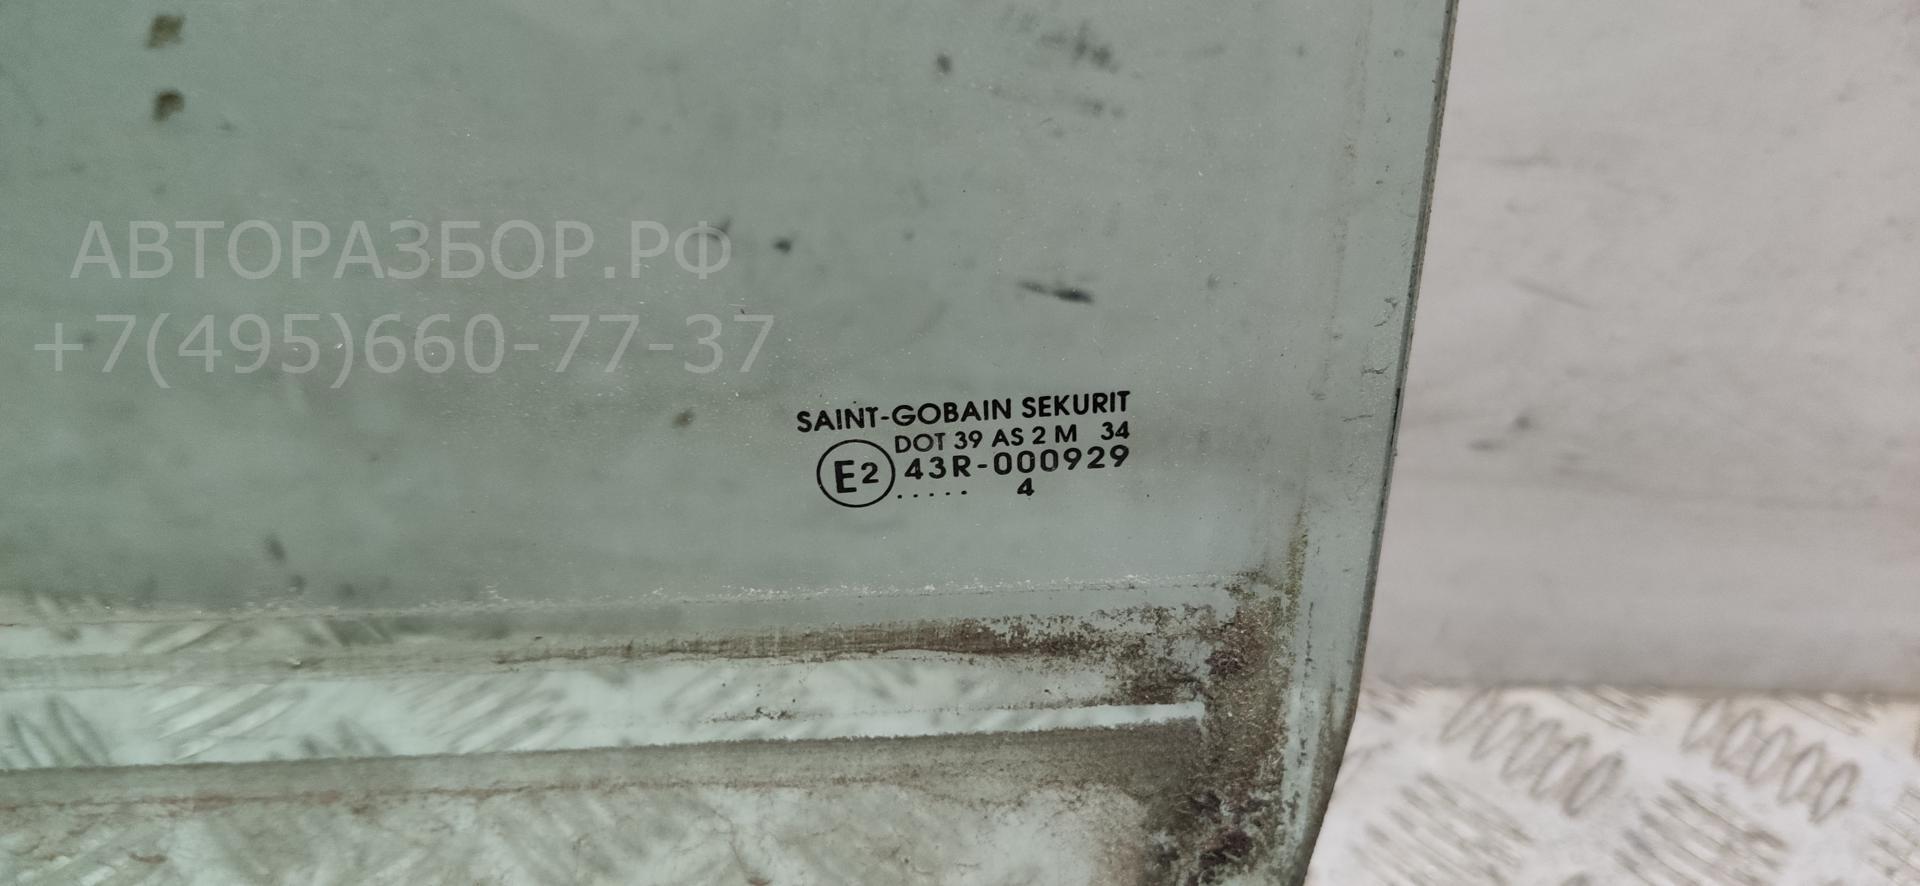 АВТОРАЗБОР.РФ
+7(495)660-77-37
SAINT-GOBAIN SEKURIT
DOT 39 AS 2 M 34
E2 43R-000929
..... 4